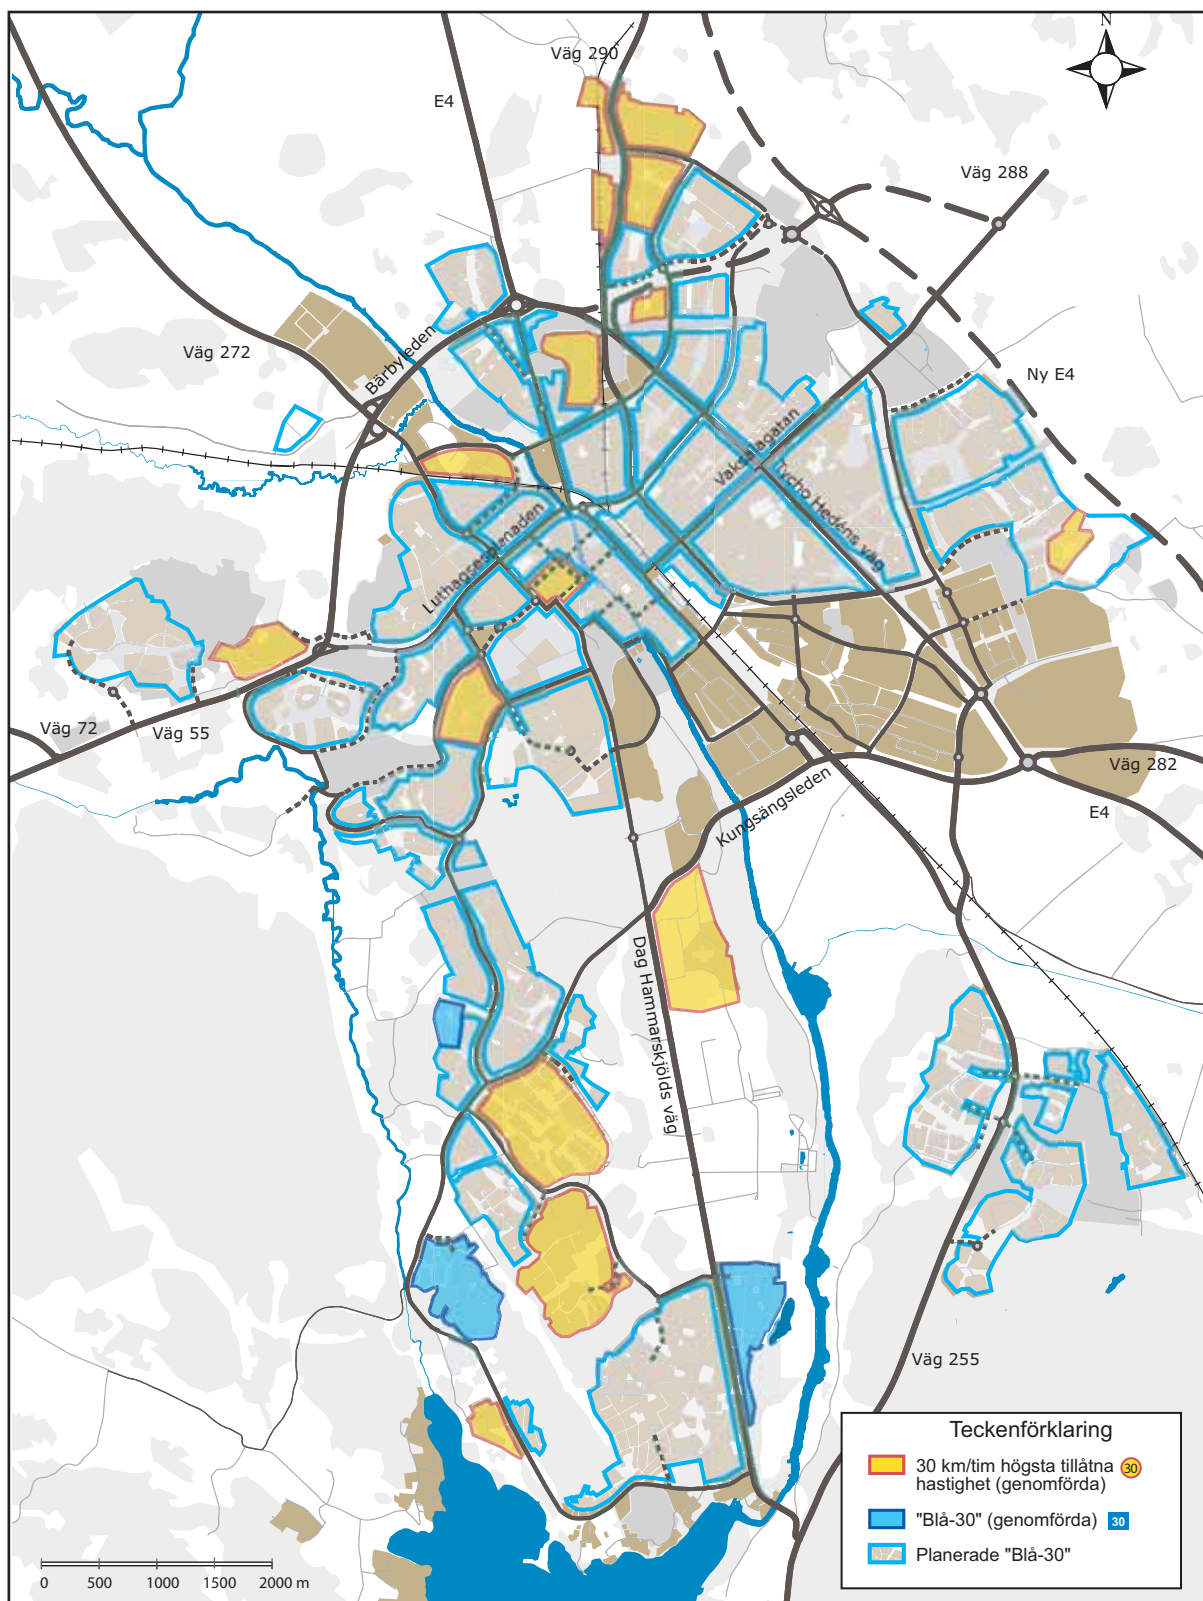 N
Väg 290
E4
Väg 288
Väg 272
Bärbyleden
Ny E4
Vaksalagatan
Tycho Hedéns väg
Luthagsesplanaden
Väg 72
Väg 55
Väg 282
Kungsängsleden
E4
Dag Hammarskjölds väg
Väg 255
Teckenförklaring
30 km/tim högsta tillåtna 30
hastighet (genomförda)
"Blå-30" (genomförda) 30
Planerade "Blå-30"
0 500 1000 1500 2000 m